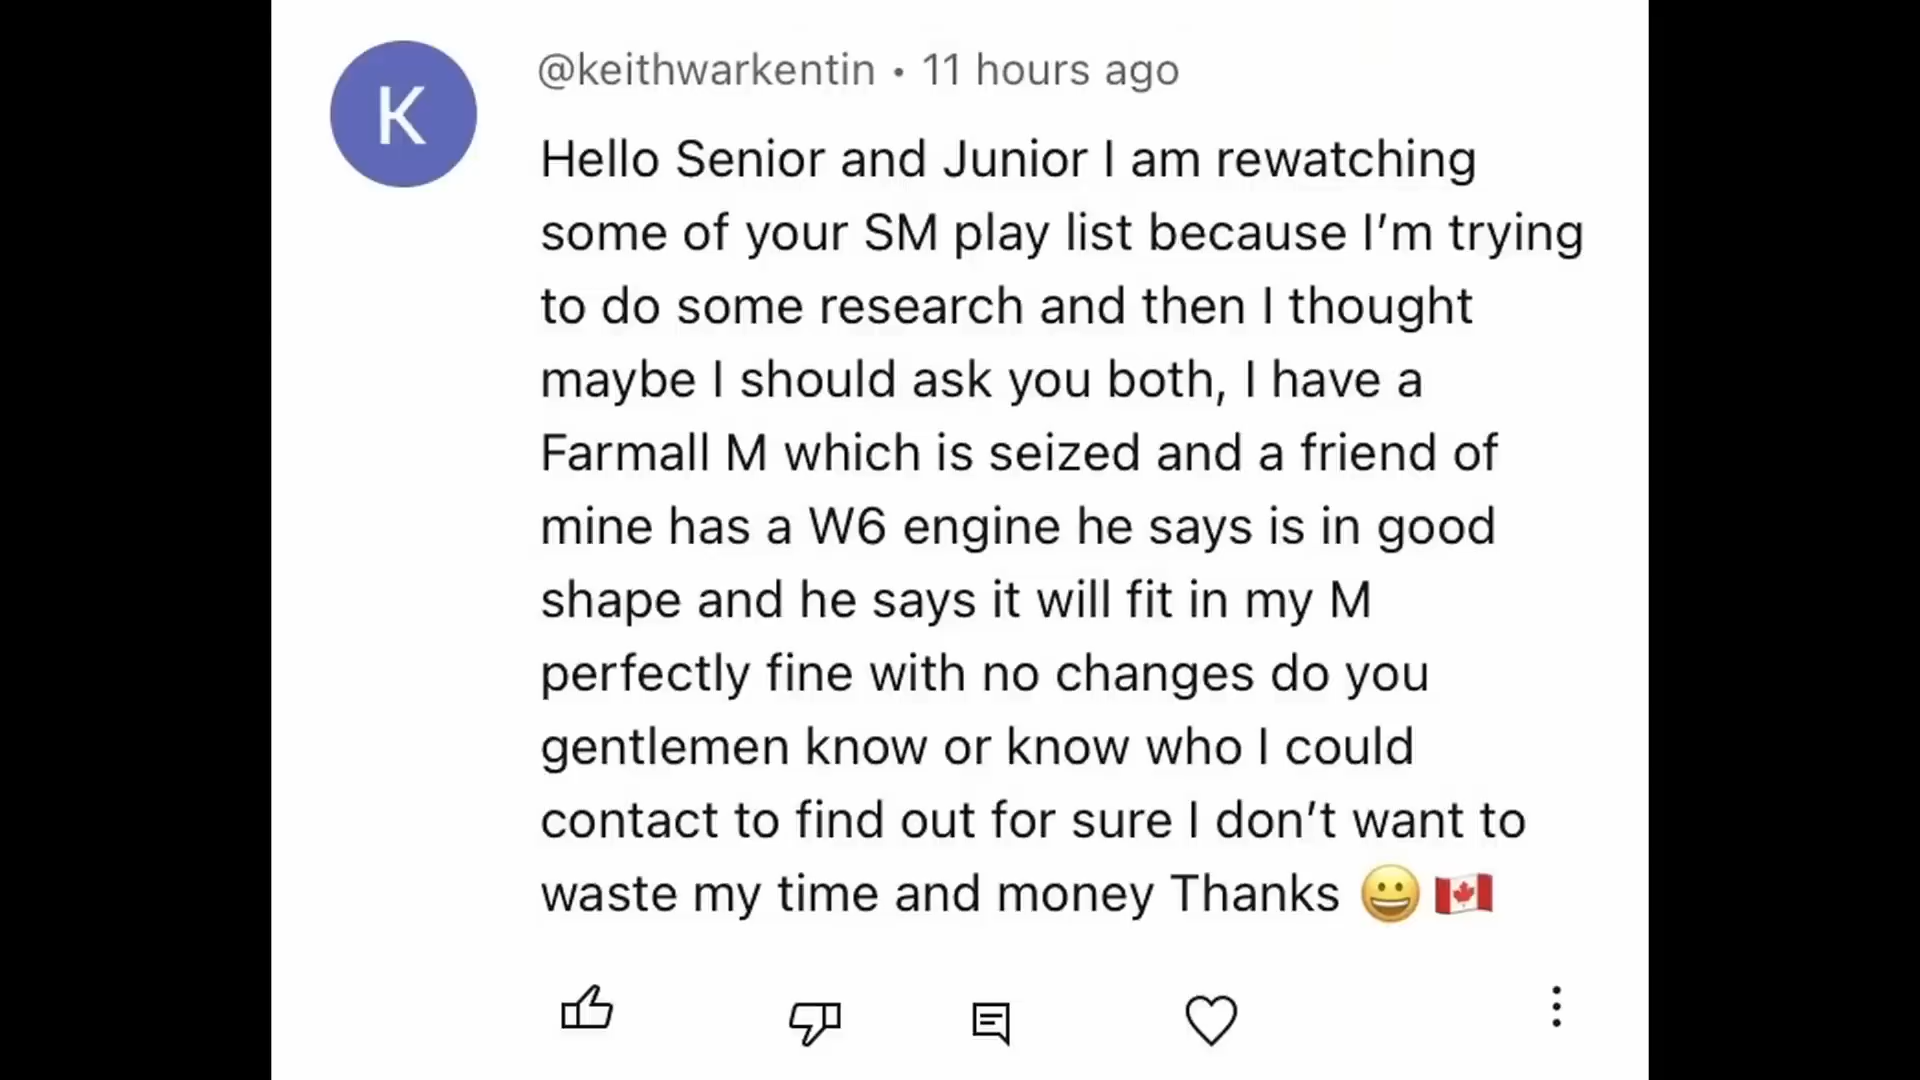 K
@keithwarkentin • 11 hours ago
Hello Senior and Junior I am rewatching
some of your SM play list because I’m trying
to do some research and then I thought
maybe I should ask you both, I have a
Farmall M which is seized and a friend of
mine has a W6 engine he says is in good
shape and he says it will fit in my M
perfectly fine with no changes do you
gentlemen know or know who I could
contact to find out for sure I don’t want to
waste my time and money Thanks 😀 🇨🇦